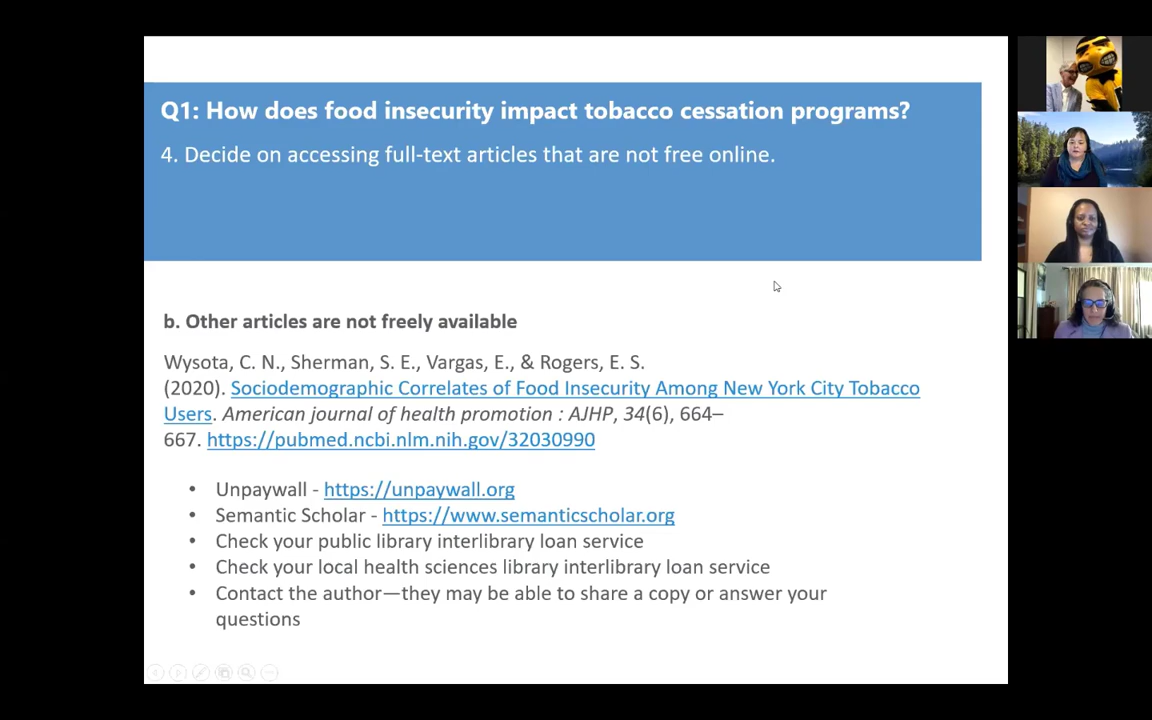 Q1: How does food insecurity impact tobacco cessation programs?
4. Decide on accessing full-text articles that are not free online.
b. Other articles are not freely available
Wysota, C. N., Sherman, S. E., Vargas, E., & Rogers, E. S.
(2020). Sociodemographic Correlates of Food Insecurity Among New York City Tobacco
Users. American journal of health promotion : AJHP, 34(6), 664–
667. https://pubmed.ncbi.nlm.nih.gov/32030990
• Unpaywall - https://unpaywall.org
• Semantic Scholar - https://www.semanticscholar.org
• Check your public library interlibrary loan service
• Check your local health sciences library interlibrary loan service
• Contact the author—they may be able to share a copy or answer your
questions